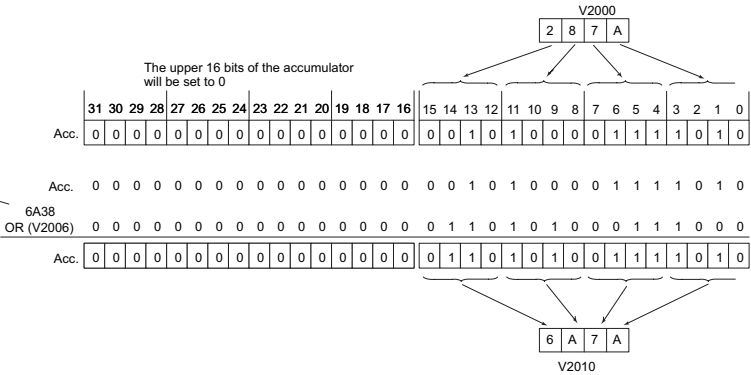 V2000
2 8 7 A
The upper 16 bits of the accumulator
will be set to 0
31 30 29 28 27 26 25 24 23 22 21 20 19 18 17 16 15 14 13 12 11 10 9 8 7 6 5 4 3 2 1 0
Acc. 0 0 0 0 0 0 0 0 0 0 0 0 0 0 0 0 0 0 1 0 1 0 0 0 0 1 1 1 1 0 1 0
Acc. 0 0 0 0 0 0 0 0 0 0 0 0 0 0 0 0 0 0 1 0 1 0 0 0 0 1 1 1 1 0 1 0
6A38
OR (V2006) 0 0 0 0 0 0 0 0 0 0 0 0 0 0 0 0 0 1 1 0 1 0 1 0 0 0 1 1 1 0 0 0
Acc. 0 0 0 0 0 0 0 0 0 0 0 0 0 0 0 0 0 1 1 0 1 0 1 0 0 1 1 1 1 0 1 0
6 A 7 A
V2010